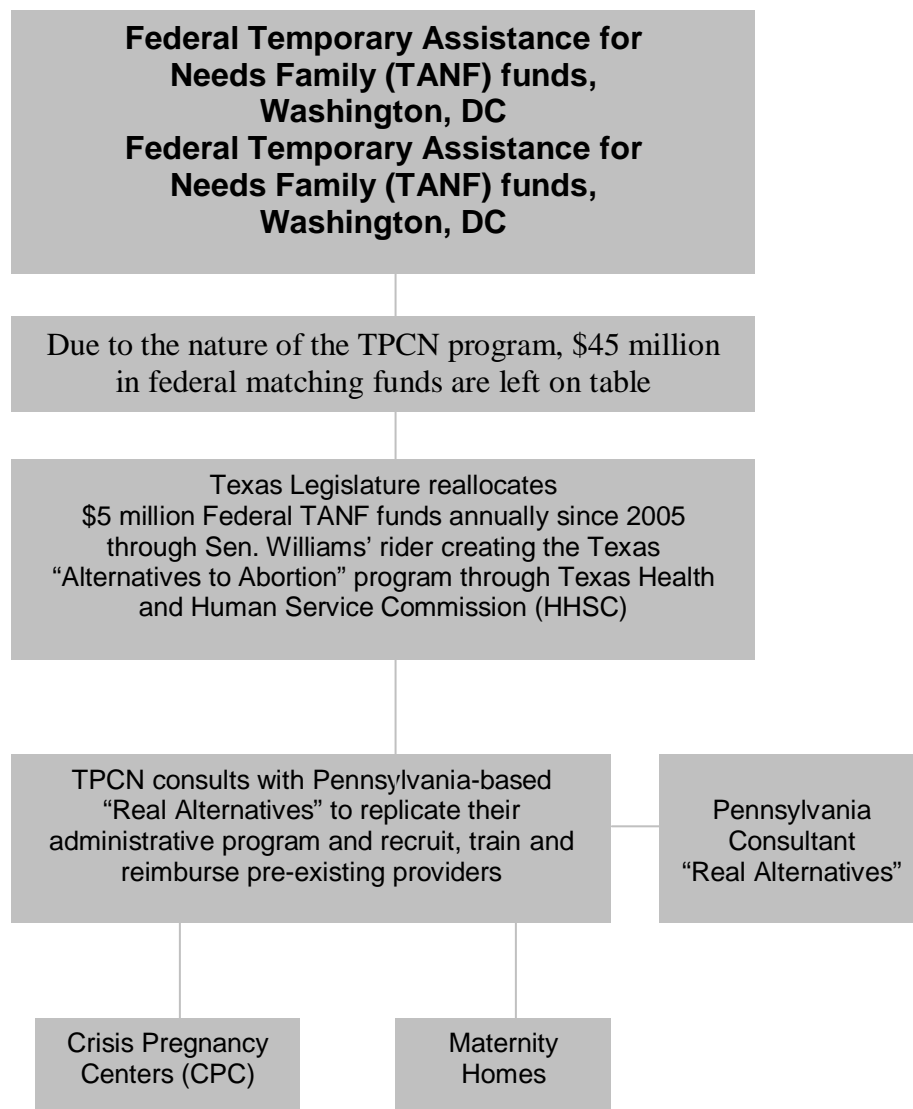 Federal Temporary Assistance for
Needs Family (TANF) funds,
Washington, DC
Federal Temporary Assistance for
Needs Family (TANF) funds,
Washington, DC
Due to the nature of the TPCN program, $45 million
in federal matching funds are left on table
Texas Legislature reallocates
$5 million Federal TANF funds annually since 2005
through Sen. Williams’ rider creating the Texas
“Alternatives to Abortion” program through Texas Health
and Human Service Commission (HHSC)
TPCN consults with Pennsylvania-based
“Real Alternatives” to replicate their
administrative program and recruit, train and
reimburse pre-existing providers
Pennsylvania
Consultant
“Real Alternatives”
Crisis Pregnancy
Centers (CPC)
Maternity
Homes